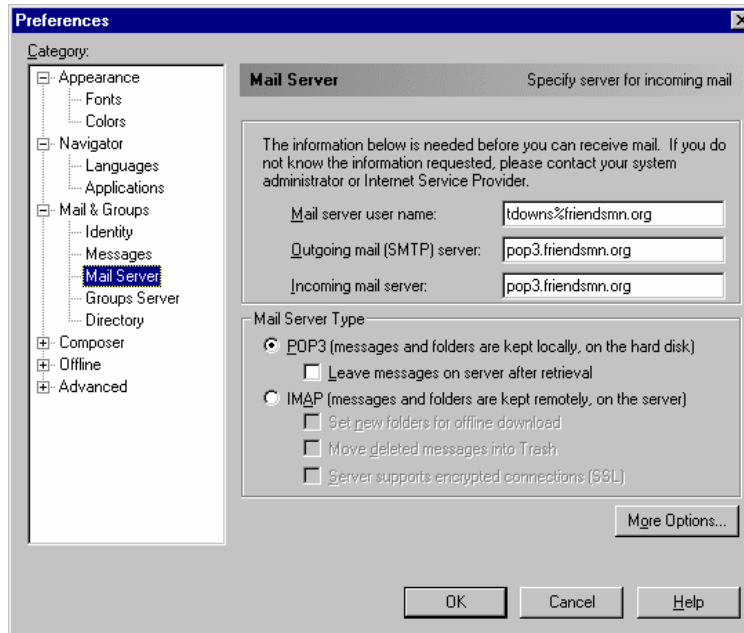 Preferences
Category:
Appearance
Fonts
Colors
Navigator
Languages
Applications
Mail & Groups
Identity
Messages
Mail Server
Groups Server
Directory
Composer
Offline
Advanced
Mail Server
Specify server for incoming mail
The information below is needed before you can receive mail. If you do
not know the information requested, please contact your system
administrator or Internet Service Provider.
Mail server user name: tdowns%friendsmn.org
Outgoing mail (SMTP) server: pop3.friendsmn.org
Incoming mail server: pop3.friendsmn.org
Mail Server Type
POP3 (messages and folders are kept locally, on the hard disk)
Leave messages on server after retrieval
IMAP (messages and folders are kept remotely, on the server)
Set new folders for offline download
Move deleted messages into Trash
Server supports encrypted connections (SSL)
More Options...
OK Cancel Help